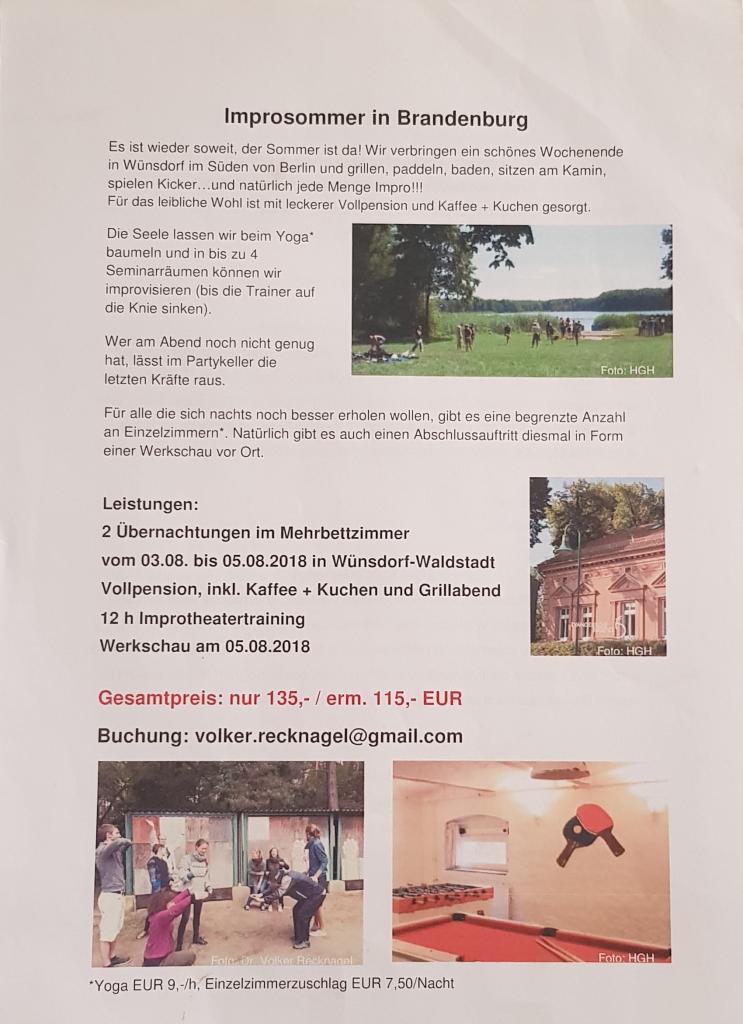 Improsommer in Brandenburg
Es ist wieder soweit, der Sommer ist da! Wir verbringen ein schönes Wochenende
in Wünsdorf im Süden von Berlin und grillen, paddeln, baden, sitzen am Kamin,
spielen Kicker...und natürlich jede Menge Impro!!!
Für das leibliche Wohl ist mit leckerer Vollpension und Kaffee + Kuchen gesorgt.
Die Seele lassen wir beim Yoga*
baumeln und in bis zu 4
Seminarräumen können wir
improvisieren (bis die Trainer auf
die Knie sinken).
Wer am Abend noch nicht genug
hat, lässt im Partykeller die
letzten Kräfte raus.
Foto: HGH
Für alle die sich nachts noch besser erholen wollen, gibt es eine begrenzte Anzahl
an Einzelzimmern*. Natürlich gibt es auch einen Abschlussauftritt diesmal in Form
einer Werkschau vor Ort.
Leistungen:
2 Übernachtungen im Mehrbettzimmer
vom 03.08. bis 05.08.2018 in Wünsdorf-Waldstadt
Vollpension, inkl. Kaffee + Kuchen und Grillabend
12 h Improtheatertraining
Werkschau am 05.08.2018
Foto: HGH
Gesamtpreis: nur 135,- / erm. 115,- EUR
Buchung: volker.recknagel@gmail.com
Foto: Dr. Volker Recknagel
Foto: HGH
*Yoga EUR 9,-/h, Einzelzimmerzuschlag EUR 7,50/Nacht